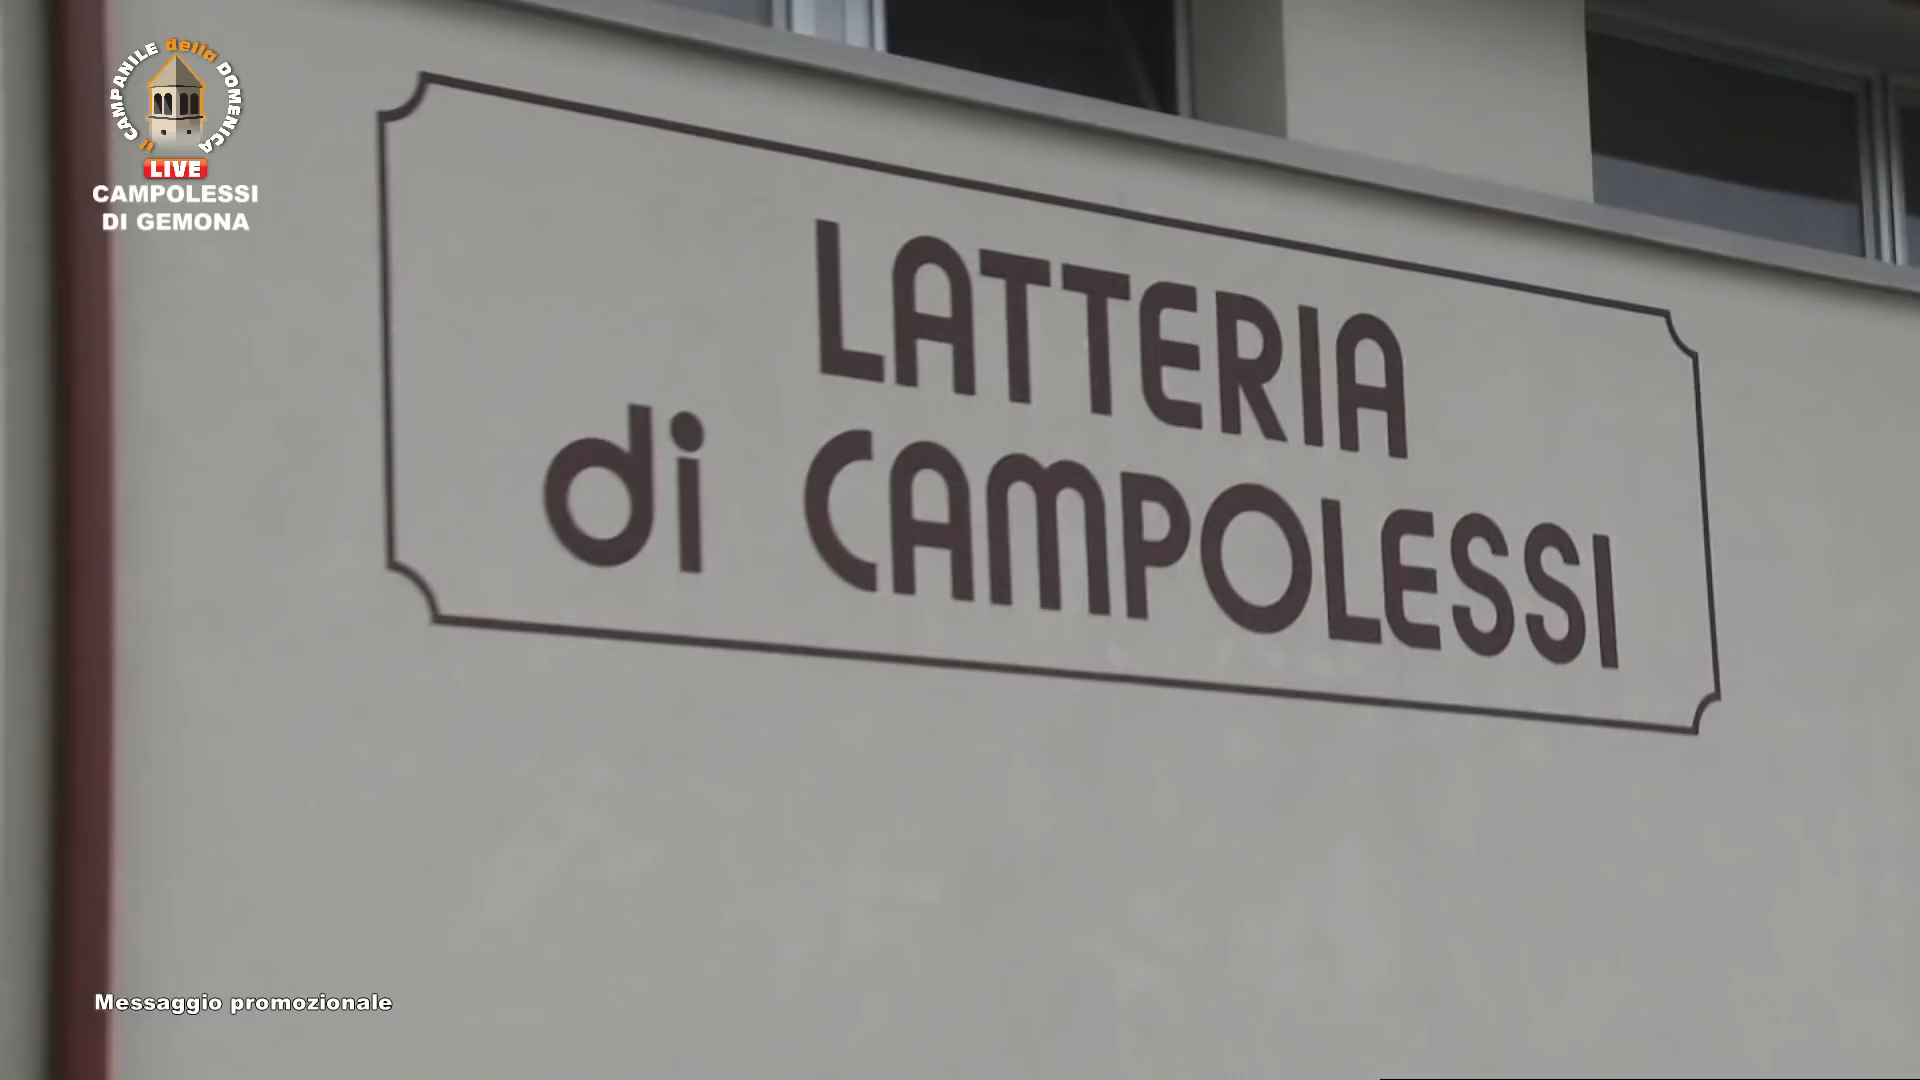 Il CAMPANILE della DOMENICA
LIVE
CAMPOLESSI
DI GEMONA
LATTERIA
di CAMPOLESSI
Messaggio promozionale